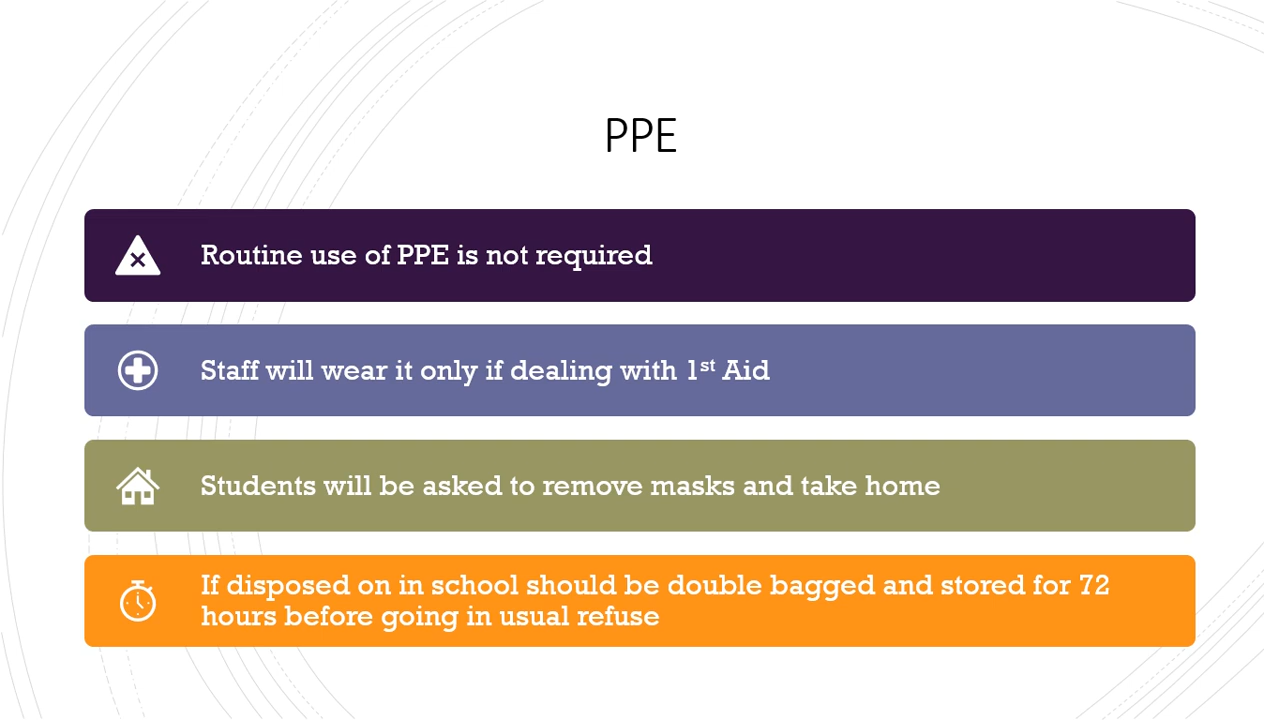 PPE
Routine use of PPE is not required
Staff will wear it only if dealing with 1st Aid
Students will be asked to remove masks and take home
If disposed on in school should be double bagged and stored for 72
hours before going in usual refuse